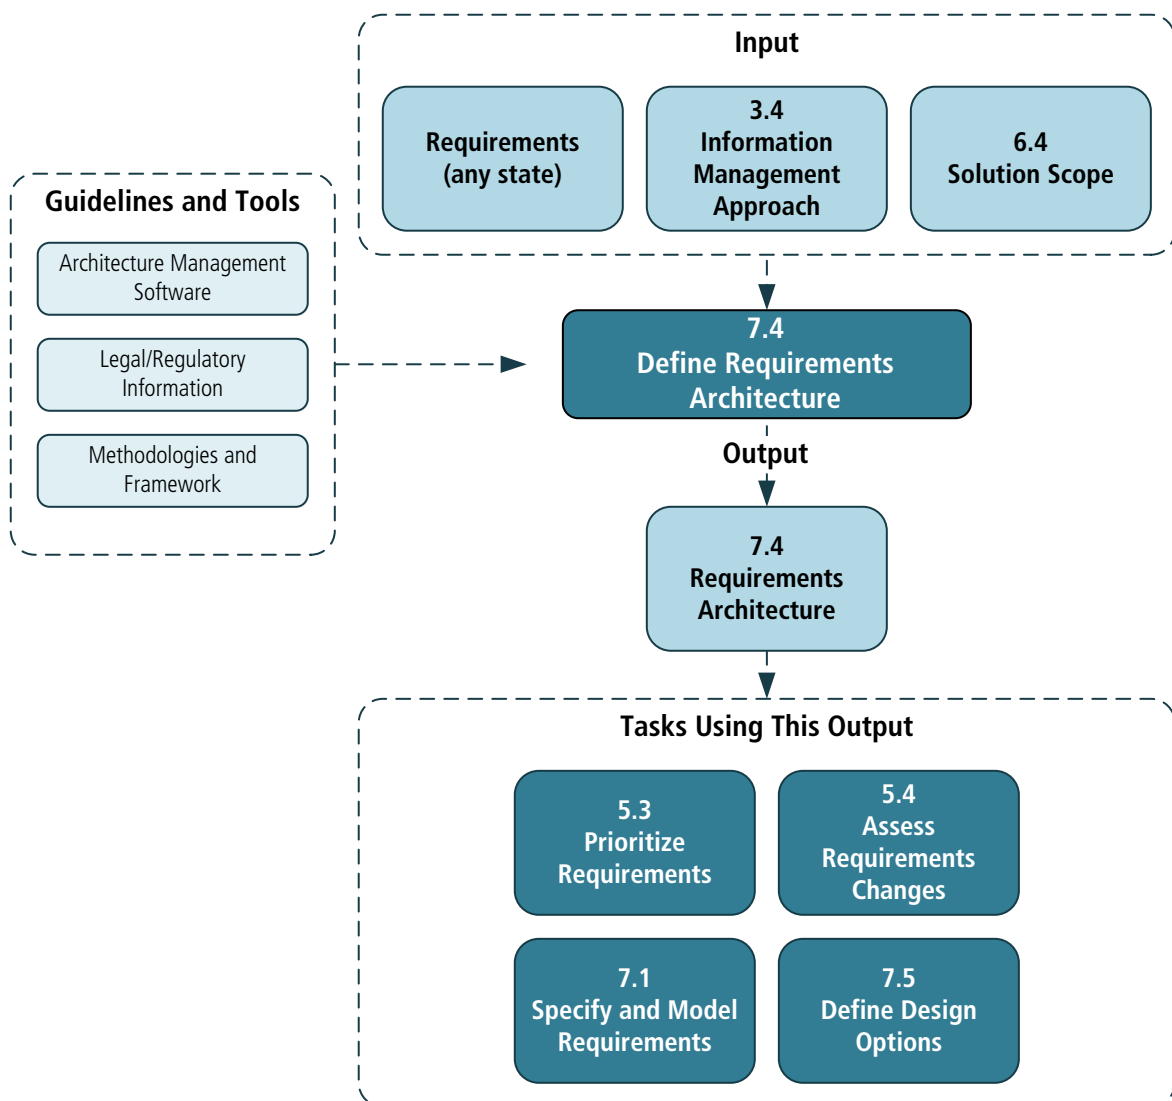 Input
Requirements
(any state)
3.4
Information
Management
Approach
6.4
Solution Scope
Guidelines and Tools
Architecture Management
Software
Legal/Regulatory
Information
Methodologies and
Framework
7.4
Define Requirements
Architecture
Output
7.4
Requirements
Architecture
Tasks Using This Output
5.3
Prioritize
Requirements
5.4
Assess
Requirements
Changes
7.1
Specify and Model
Requirements
7.5
Define Design
Options